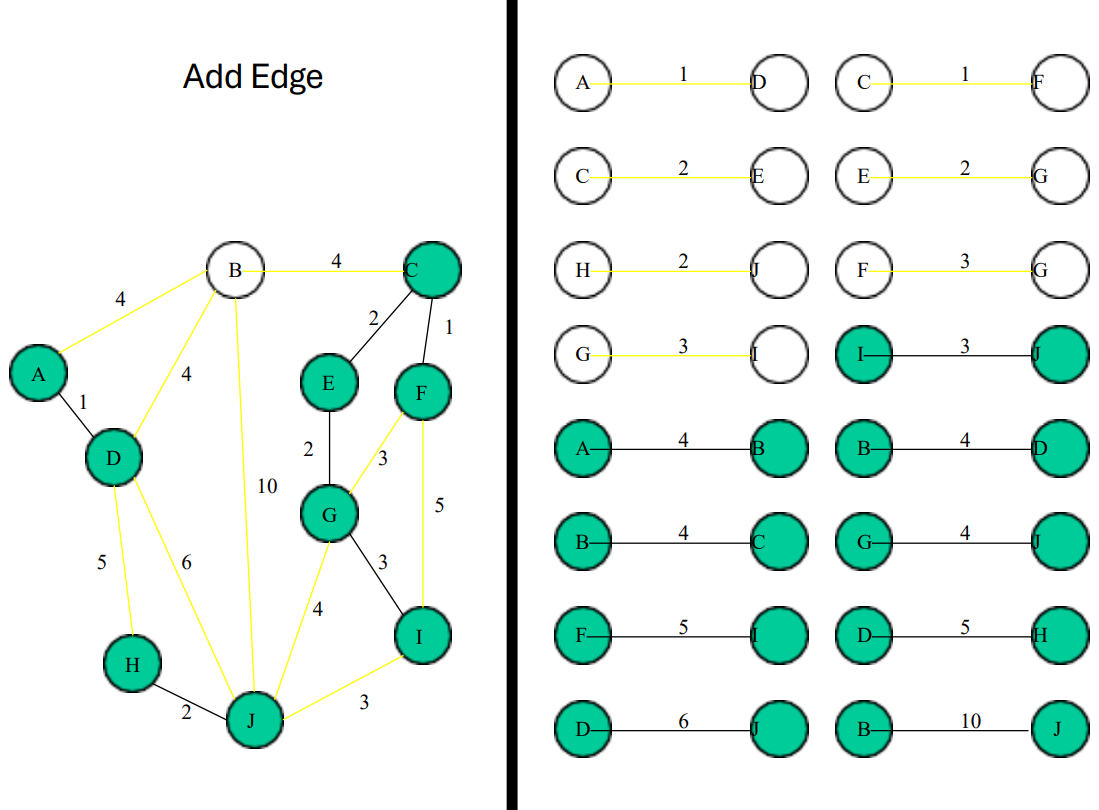 Add Edge
B
4
C
4
2
1
A
4
E
F
1
D
2
3
10
G
5
5
6
3
4
H
I
2
J
3
A 1 D
C 1 F
C 2 E
E 2 G
H 2 J
F 3 G
G 3 I
I 3 J
A 4 B
B 4 D
B 4 C
G 4 J
F 5 I
D 5 H
D 6 J
B 10 J